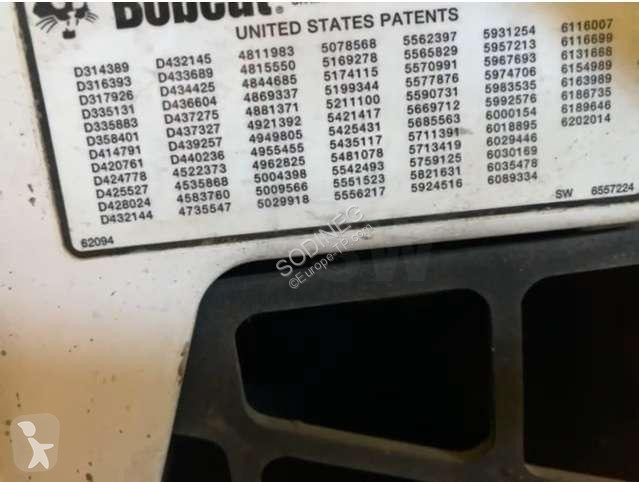 Bobcat
UNITED STATES PATENTS
D314389 D432145 4811983 5078568 5562397 5931254 6116007
D316393 D433689 4815550 5169278 5565829 5957213 6116699
D317926 D434425 4844685 5174115 5570991 5967693 6131668
D335131 D436604 4869337 5199344 5577876 5974706 6154989
D335883 D437275 4881371 5211100 5590731 5983535 6163989
D358401 D437327 4921392 5421417 5669712 5992576 6186735
D414791 D439257 4949805 5425431 5685563 6000154 6189646
D420761 D440236 4955455 5435117 5711391 6018895 6202014
D424778 4522373 4962825 5481078 5713419 6029446
D425527 4535868 5004398 5542493 5759125 6030169
D428024 4583760 5009566 5551523 5821631 6035478
D432144 4735547 5029918 5556217 5924516 6089334
SW 6557224
62094
SODINEG
©Europe-TP.com